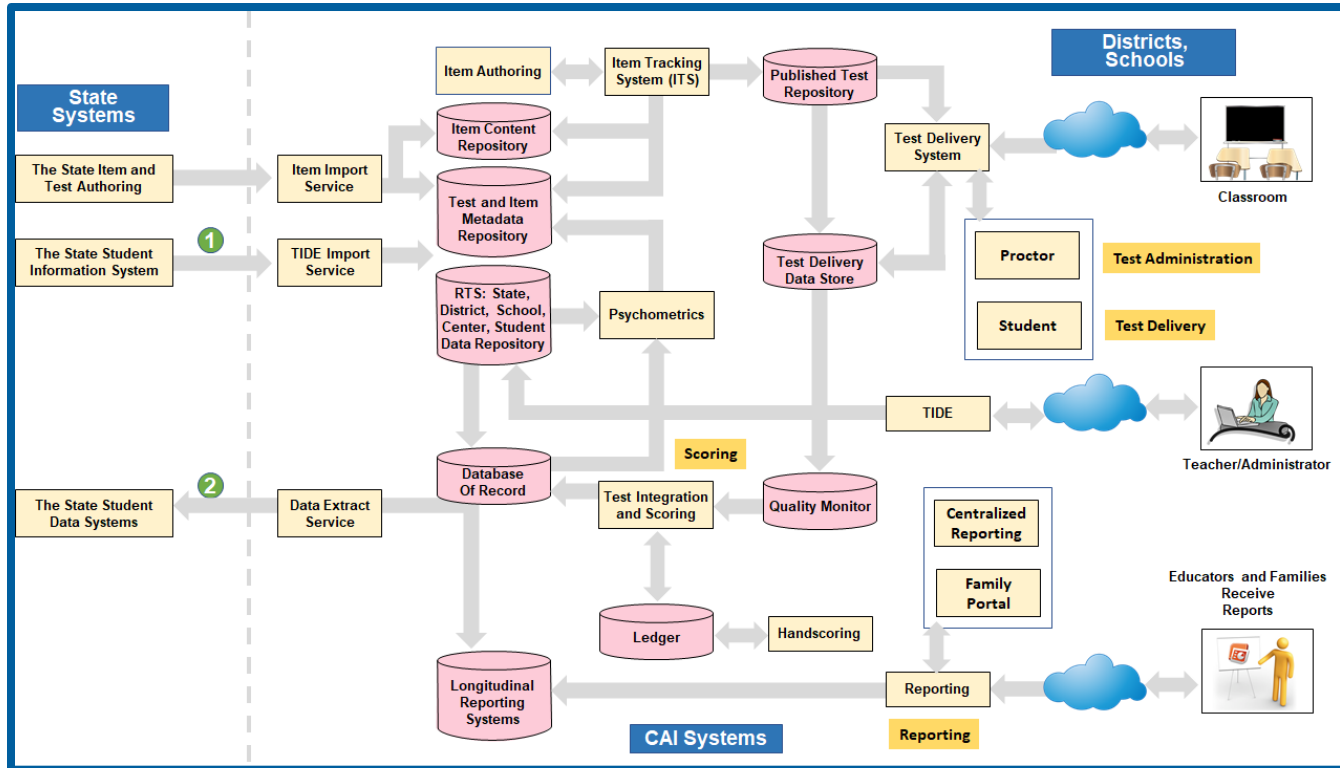 State
Systems
Item Authoring
Item Tracking
System (ITS)
Published Test
Repository
Districts,
Schools
Item Content
Repository
Test Delivery
System
Classroom
The State Item and
Test Authoring
Item Import
Service
Test and Item
Metadata
Repository
1
The State Student
Information System
TIDE Import
Service
Test Delivery
Data Store
Proctor
Test Administration
Student
Test Delivery
RTS: State,
District, School,
Center, Student
Data Repository
Psychometrics
TIDE
Teacher/Administrator
Scoring
Database
Of Record
2
The State Student
Data Systems
Data Extract
Service
Test Integration
and Scoring
Quality Monitor
Centralized
Reporting
Family
Portal
Educators and Families
Receive
Reports
Ledger
Handscoring
Longitudinal
Reporting
Systems
Reporting
Reporting
CAI Systems